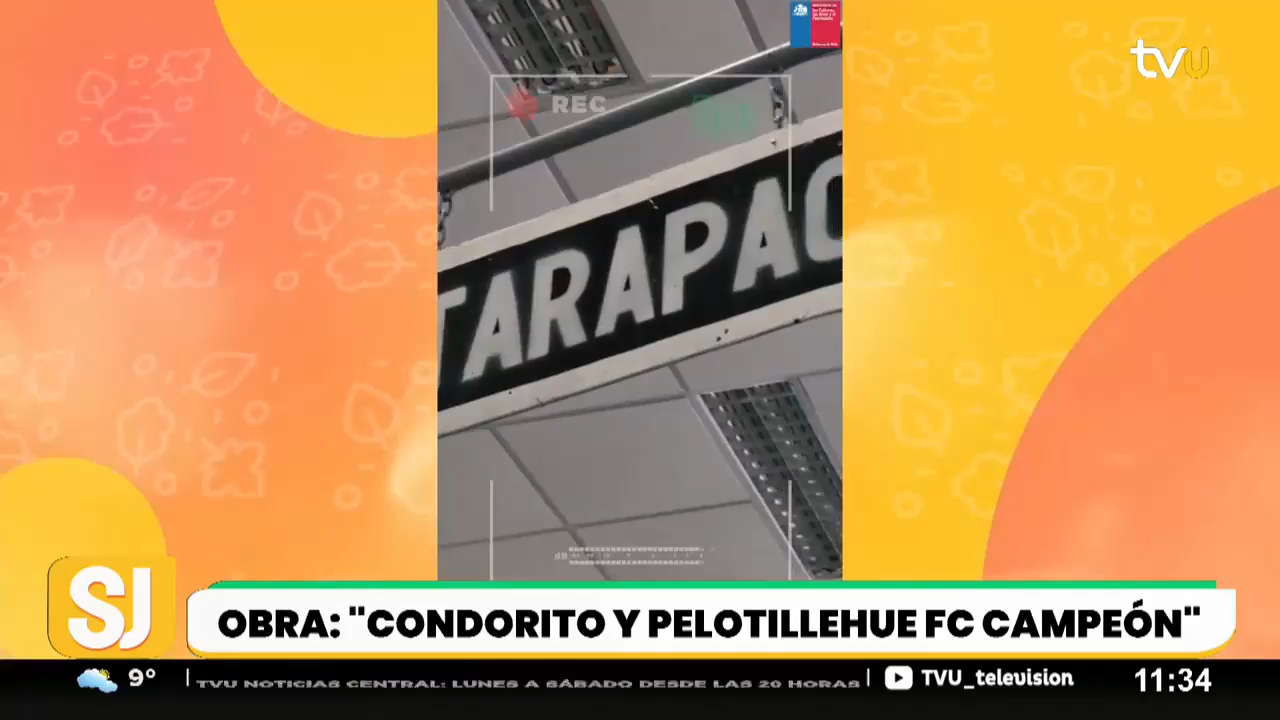 tvu
REC
TARAPAC
SJ
OBRA: "CONDORITO Y PELOTILLEHUE FC CAMPEÓN"
9°
TVU NOTICIAS CENTRAL: LUNES A SÁBADO DESDE LAS 20 HORAS
TVU_television
11:34